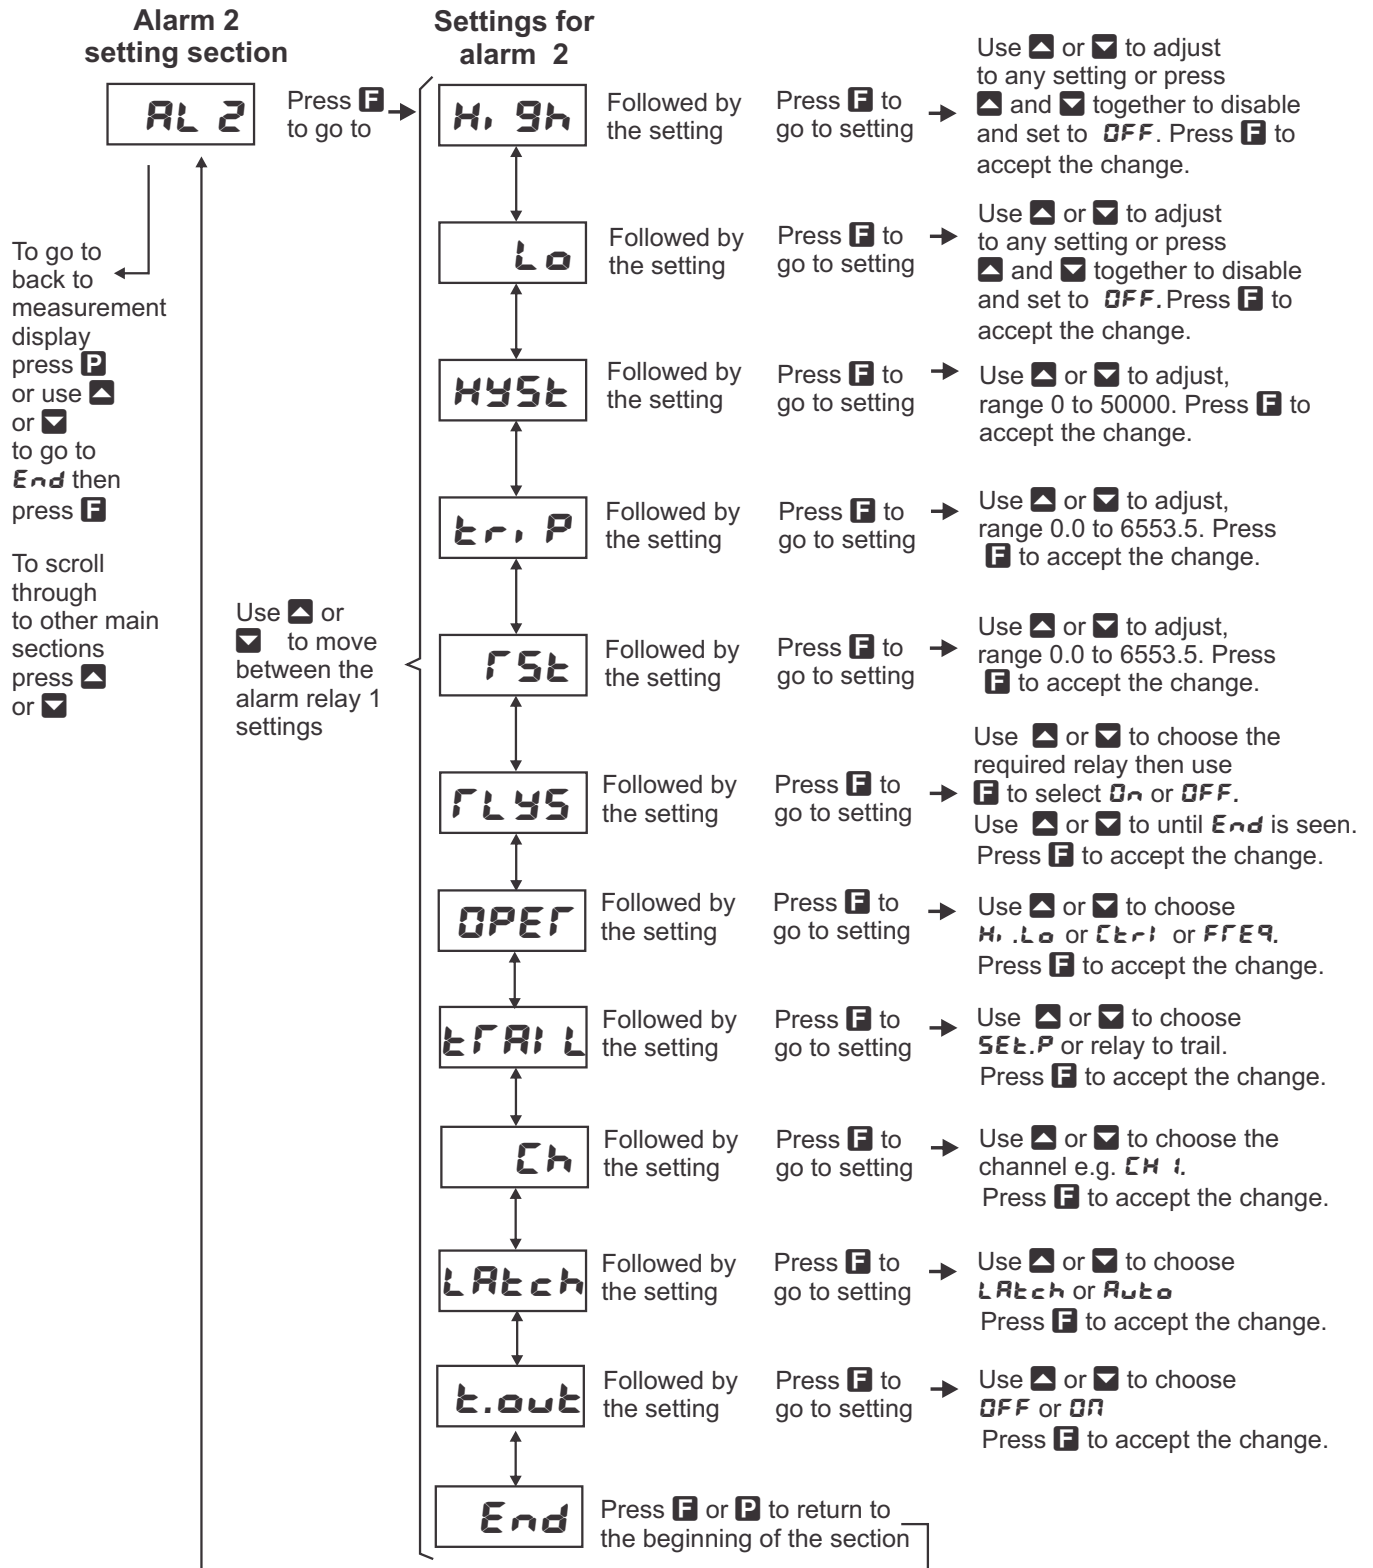 Alarm 2
setting section
Settings for
alarm 2
AL 2
Press F
to go to
To go to
back to
measurement
display
press P
or use ▲
or ▼
to go to
End then
press F
To scroll
through
to other main
sections
press ▲
or ▼
Use ▲ or
▼ to move
between the
alarm relay 1
settings
Hi gh
Followed by
the setting
Press F to
go to setting
Use ▲ or ▼ to adjust
to any setting or press
▲ and ▼ together to disable
and set to OFF. Press F to
accept the change.
Lo
Followed by
the setting
Press F to
go to setting
Use ▲ or ▼ to adjust
to any setting or press
▲ and ▼ together to disable
and set to OFF. Press F to
accept the change.
HYSt
Followed by
the setting
Press F to
go to setting
Use ▲ or ▼ to adjust,
range 0 to 50000. Press F to
accept the change.
tri P
Followed by
the setting
Press F to
go to setting
Use ▲ or ▼ to adjust,
range 0.0 to 6553.5. Press
F to accept the change.
rSt
Followed by
the setting
Press F to
go to setting
Use ▲ or ▼ to adjust,
range 0.0 to 6553.5. Press
F to accept the change.
rLYS
Followed by
the setting
Press F to
go to setting
Use ▲ or ▼ to choose the
required relay then use
F to select On or OFF.
Use ▲ or ▼ to until End is seen.
Press F to accept the change.
OPEr
Followed by
the setting
Press F to
go to setting
Use ▲ or ▼ to choose
Hi .Lo or Ctrl or FrEq.
Press F to accept the change.
trAI L
Followed by
the setting
Press F to
go to setting
Use ▲ or ▼ to choose
SEt.P or relay to trail.
Press F to accept the change.
Ch
Followed by
the setting
Press F to
go to setting
Use ▲ or ▼ to choose the
channel e.g. CH 1.
Press F to accept the change.
LAtch
Followed by
the setting
Press F to
go to setting
Use ▲ or ▼ to choose
LAtch or Auto
Press F to accept the change.
t.out
Followed by
the setting
Press F to
go to setting
Use ▲ or ▼ to choose
OFF or On
Press F to accept the change.
End
Press F or P to return to
the beginning of the section